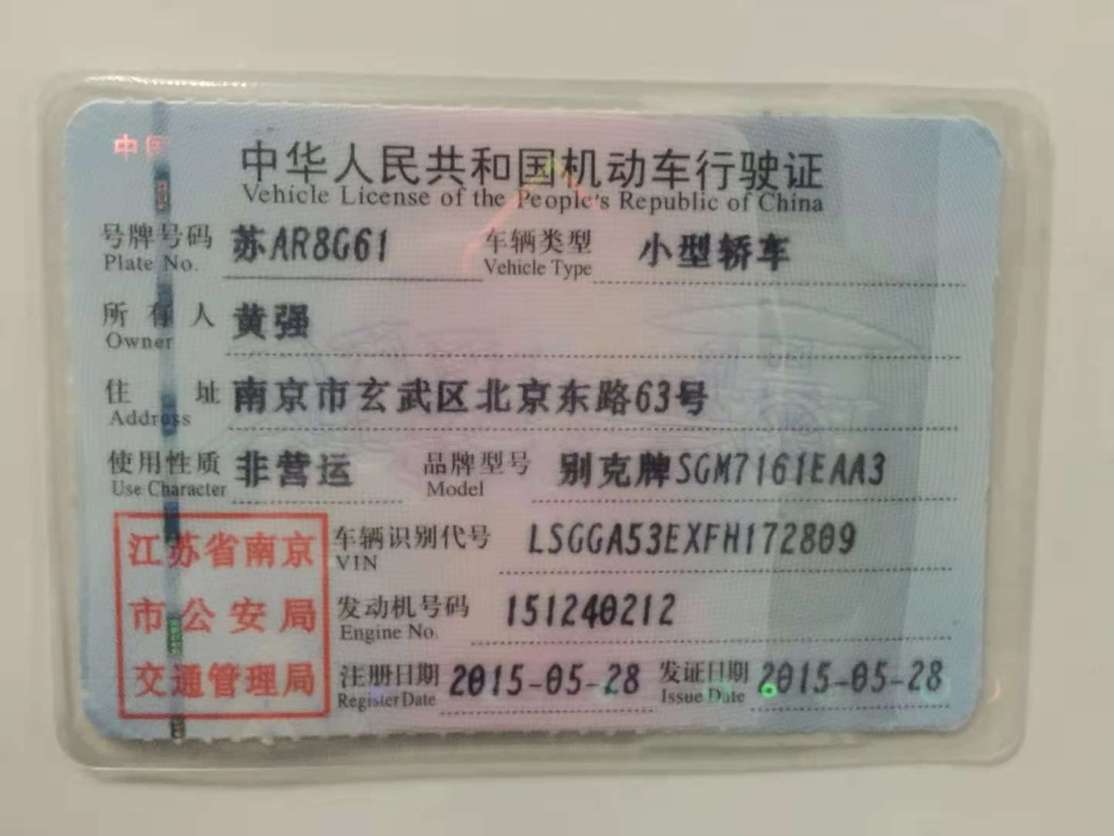 中国
中华人民共和国机动车行驶证
Vehicle License of the People's Republic of China
号牌号码 苏AR8G61 车辆类型 小型轿车
Plate No. Vehicle Type
所有人 黄强
Owner
住址 南京市玄武区北京东路63号
Address
使用性质 非营运 品牌型号 别克牌SGM7161EAA3
Use Character Model
江苏省南京 车辆识别代号 LSGGA53EXFH172809
VIN
市公安局 发动机号码 151240212
Engine No.
交通管理局 注册日期 2015-05-28 发证日期 2015-05-28
Register Date Issue Date